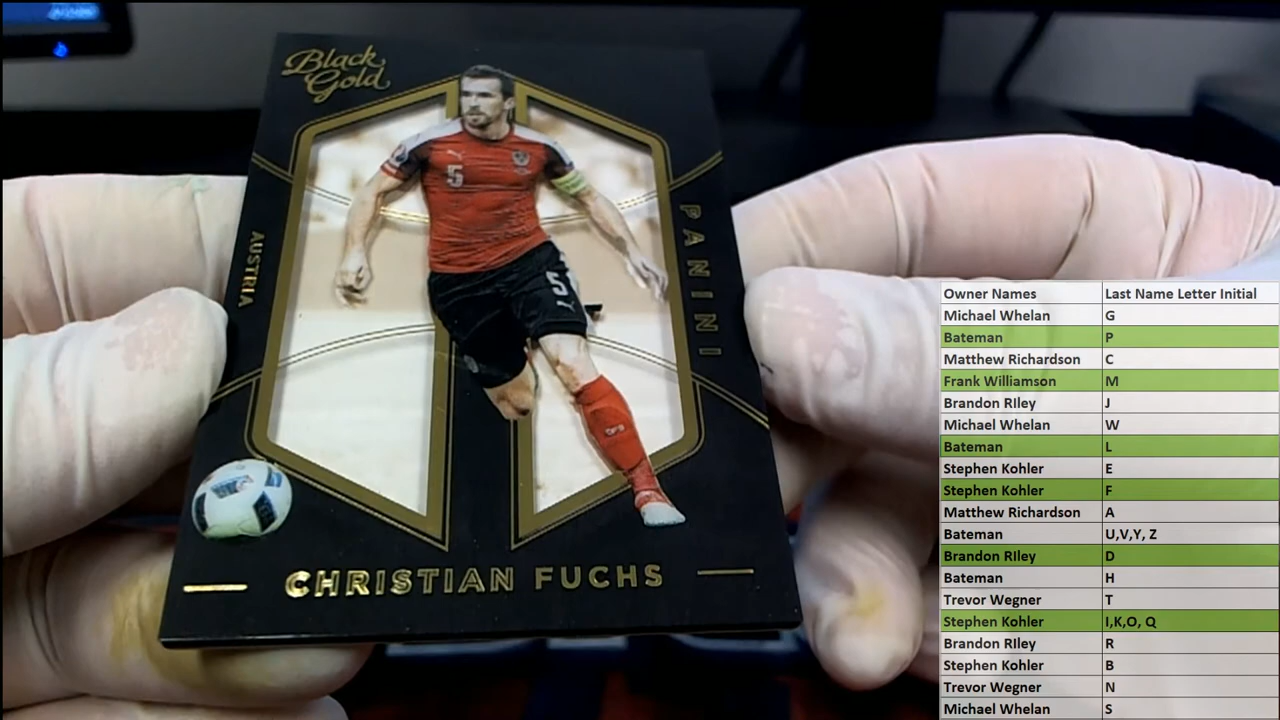 Black
Gold
5
5
AUSTRIA
PANINI
CHRISTIAN FUCHS
Owner Names Last Name Letter Initial
Michael Whelan G
Bateman P
Matthew Richardson C
Frank Williamson M
Brandon RIley J
Michael Whelan W
Bateman L
Stephen Kohler E
Stephen Kohler F
Matthew Richardson A
Bateman U,V,Y, Z
Brandon RIley D
Bateman H
Trevor Wegner T
Stephen Kohler I,K,O, Q
Brandon RIley R
Stephen Kohler B
Trevor Wegner N
Michael Whelan S